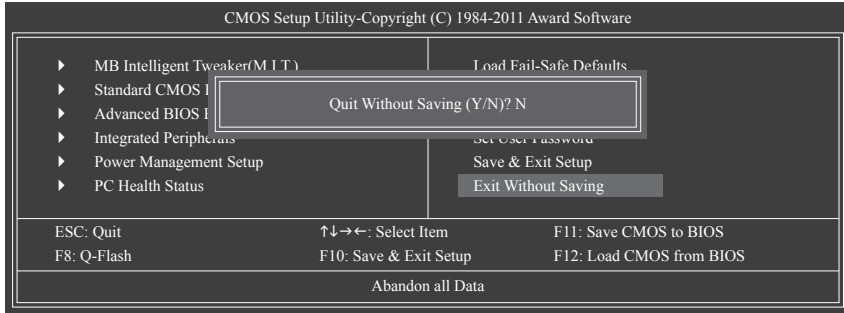 CMOS Setup Utility-Copyright (C) 1984-2011 Award Software
MB Intelligent Tweaker(M.I.T.)
Standard CMOS
Advanced BIOS
Integrated Peripherals
Power Management Setup
PC Health Status
Load Fail-Safe Defaults
Set User Password
Save & Exit Setup
Exit Without Saving
Quit Without Saving (Y/N)? N
ESC: Quit ↑↓→←: Select Item F11: Save CMOS to BIOS
F8: Q-Flash F10: Save & Exit Setup F12: Load CMOS from BIOS
Abandon all Data